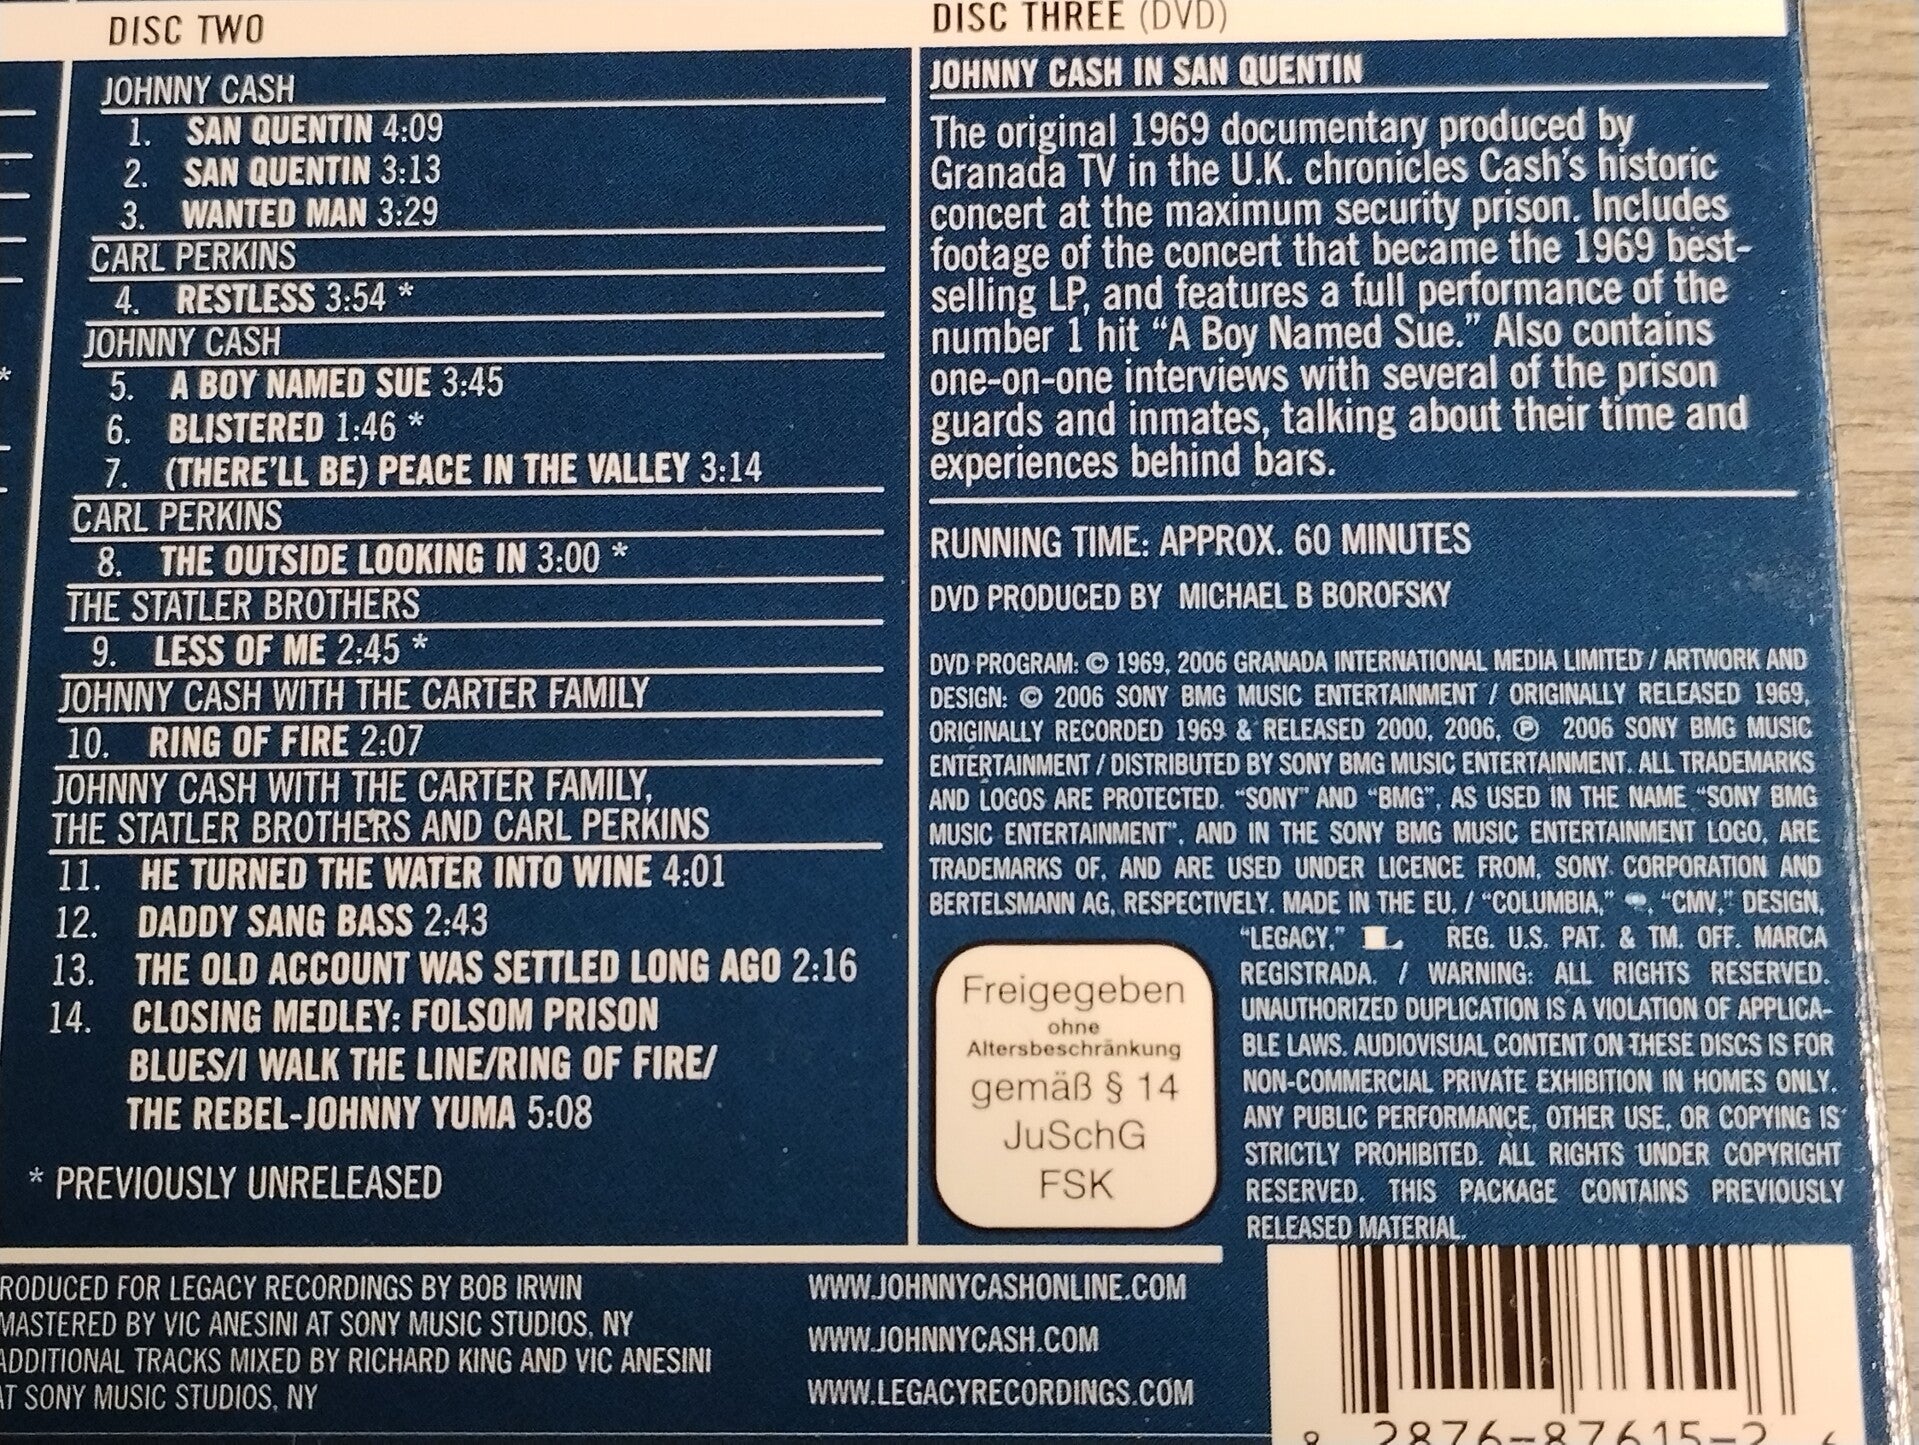 DISC TWO
JOHNNY CASH
1. SAN QUENTIN 4:09
2. SAN QUENTIN 3:13
3. WANTED MAN 3:29
CARL PERKINS
4. RESTLESS 3:54 *
JOHNNY CASH
5. A BOY NAMED SUE 3:45
6. BLISTERED 1:46 *
7. (THERE'LL BE) PEACE IN THE VALLEY 3:14
CARL PERKINS
8. THE OUTSIDE LOOKING IN 3:00 *
THE STATLER BROTHERS
9. LESS OF ME 2:45 *
JOHNNY CASH WITH THE CARTER FAMILY
10. RING OF FIRE 2:07
JOHNNY CASH WITH THE CARTER FAMILY,
THE STATLER BROTHERS AND CARL PERKINS
11. HE TURNED THE WATER INTO WINE 4:01
12. DADDY SANG BASS 2:43
13. THE OLD ACCOUNT WAS SETTLED LONG AGO 2:16
14. CLOSING MEDLEY: FOLSOM PRISON
BLUES/I WALK THE LINE/RING OF FIRE/
THE REBEL-JOHNNY YUMA 5:08
* PREVIOUSLY UNRELEASED
DISC THREE (DVD)
JOHNNY CASH IN SAN QUENTIN
The original 1969 documentary produced by
Granada TV in the U.K. chronicles Cash's historic
concert at the maximum security prison. Includes
footage of the concert that became the 1969 best-
selling LP, and features a full performance of the
number 1 hit “A Boy Named Sue.” Also contains
one-on-one interviews with several of the prison
guards and inmates, talking about their time and
experiences behind bars.
RUNNING TIME: APPROX. 60 MINUTES
DVD PRODUCED BY MICHAEL B BOROFSKY
DVD PROGRAM: © 1969, 2006 GRANADA INTERNATIONAL MEDIA LIMITED / ARTWORK AND
DESIGN: © 2006 SONY BMG MUSIC ENTERTAINMENT / ORIGINALLY RELEASED 1969,
ORIGINALLY RECORDED 1969 & RELEASED 2000, 2006, ℗ 2006 SONY BMG MUSIC
ENTERTAINMENT / DISTRIBUTED BY SONY BMG MUSIC ENTERTAINMENT. ALL TRADEMARKS
AND LOGOS ARE PROTECTED. “SONY” AND “BMG”, AS USED IN THE NAME “SONY BMG
MUSIC ENTERTAINMENT”, AND IN THE SONY BMG MUSIC ENTERTAINMENT LOGO, ARE
TRADEMARKS OF, AND ARE USED UNDER LICENCE FROM, SONY CORPORATION AND
BERTELSMANN AG, RESPECTIVELY. MADE IN THE EU. / “COLUMBIA,” , “CMV,” DESIGN,
“LEGACY,” L REG. U.S. PAT. & TM. OFF. MARCA
REGISTRADA. / WARNING: ALL RIGHTS RESERVED.
UNAUTHORIZED DUPLICATION IS A VIOLATION OF APPLICA-
BLE LAWS. AUDIOVISUAL CONTENT ON THESE DISCS IS FOR
NON-COMMERCIAL PRIVATE EXHIBITION IN HOMES ONLY.
ANY PUBLIC PERFORMANCE, OTHER USE, OR COPYING IS
STRICTLY PROHIBITED. ALL RIGHTS UNDER COPYRIGHT
RESERVED. THIS PACKAGE CONTAINS PREVIOUSLY
RELEASED MATERIAL.
Freigegeben
ohne
Altersbeschränkung
gemäß § 14
JuSchG
FSK
RODUCED FOR LEGACY RECORDINGS BY BOB IRWIN
MASTERED BY VIC ANESINI AT SONY MUSIC STUDIOS, NY
ADDITIONAL TRACKS MIXED BY RICHARD KING AND VIC ANESINI
AT SONY MUSIC STUDIOS, NY
WWW.JOHNNYCASHONLINE.COM
WWW.JOHNNYCASH.COM
WWW.LEGACYRECORDINGS.COM
8 2876-87615-2 6